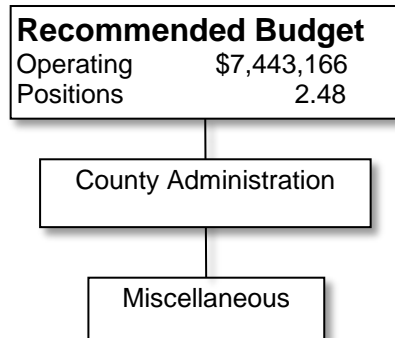 Recommended Budget
Operating $7,443,166
Positions 2.48
County Administration
Miscellaneous